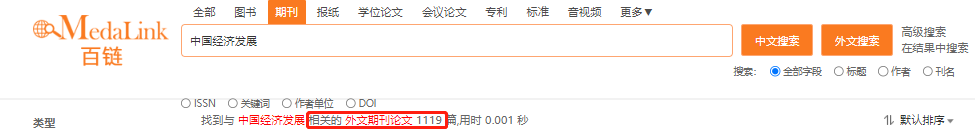 全部 图书 期刊 报纸 学位论文 会议论文 专利 标准 音视频 更多▼
MedaLink
百链
中国经济发展
中文搜索 外文搜索
高级搜索
在结果中搜索
搜索: 全部字段 标题 作者 刊名
ISSN 关键词 作者单位 DOI
类型
找到与 中国经济发展 相关的 外文期刊论文 1119 篇,用时 0.001 秒
默认排序